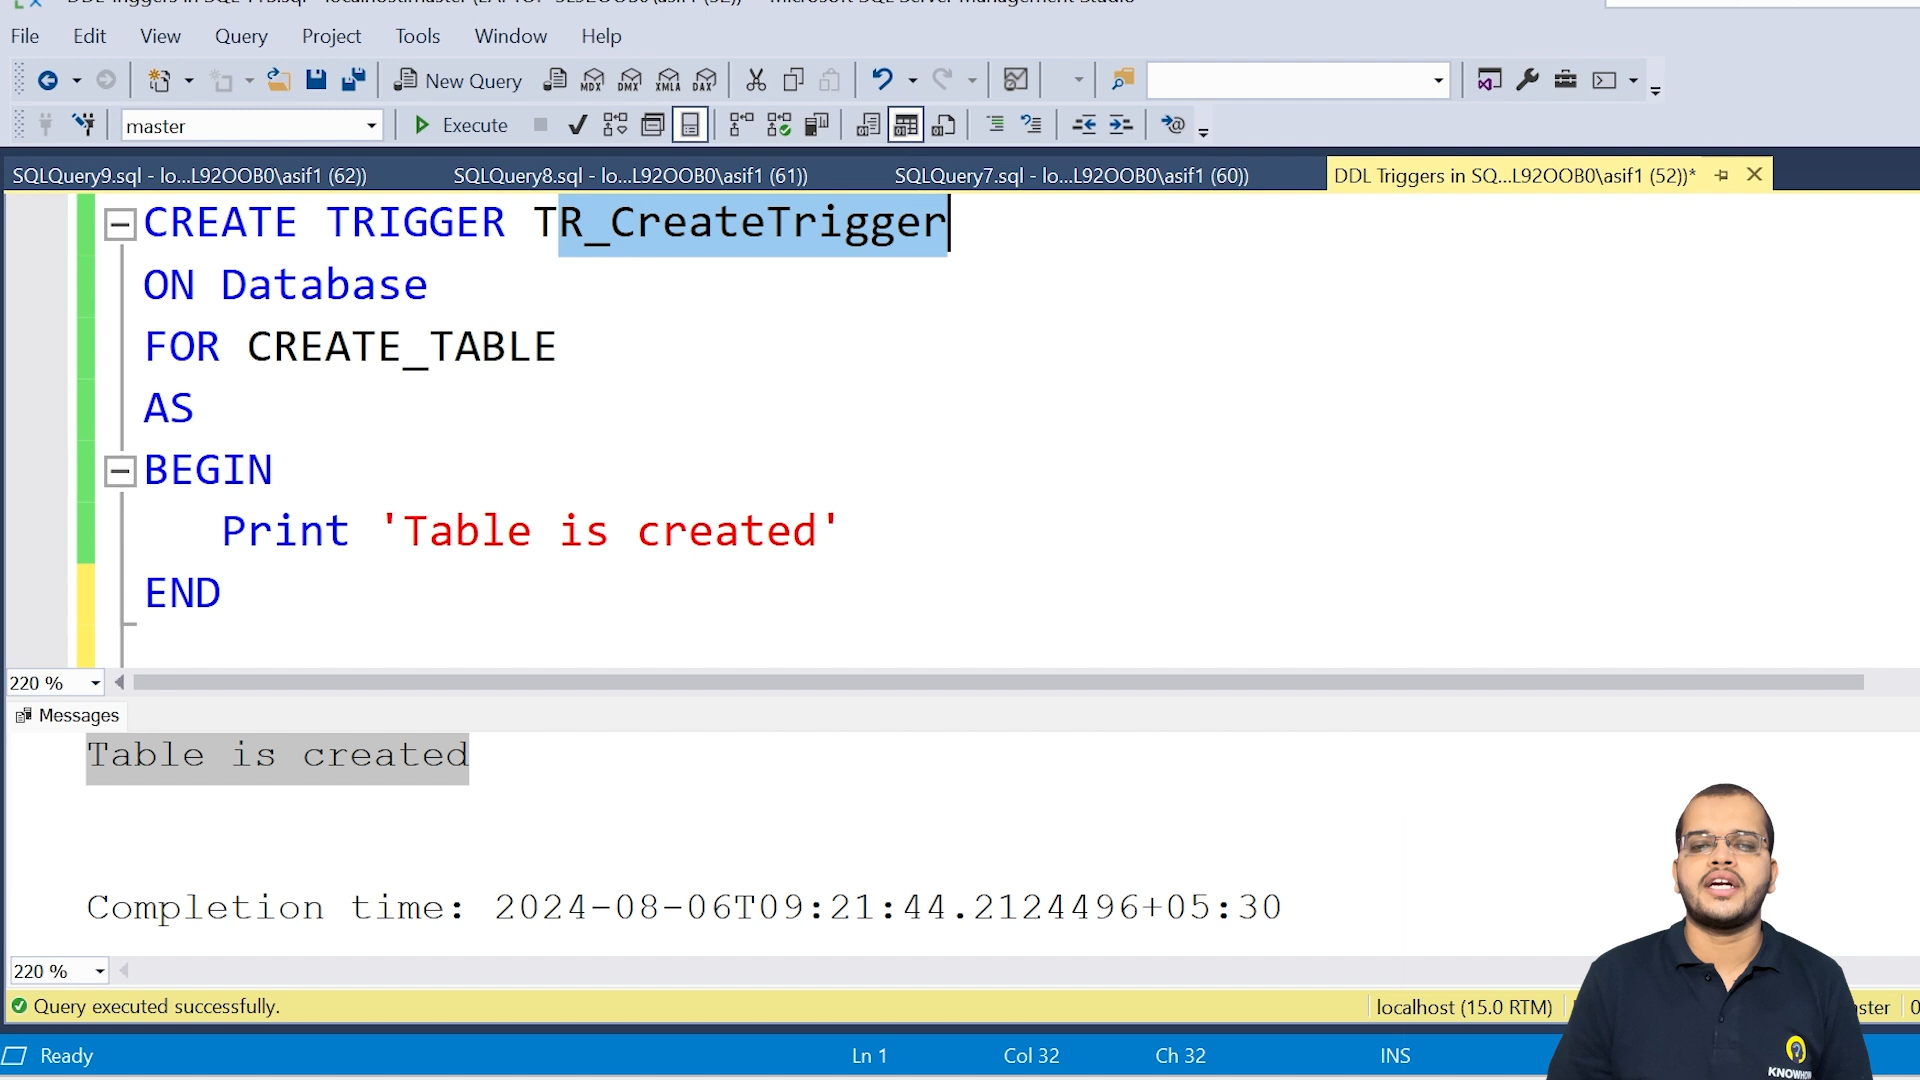 File Edit View Query Project Tools Window Help
New Query MDX DMX XMLA DAX
master Execute
SQLQuery9.sql - lo...L92OOB0\asif1 (62)) SQLQuery8.sql - lo...L92OOB0\asif1 (61)) SQLQuery7.sql - lo...L92OOB0\asif1 (60)) DDL Triggers in SQ...L92OOB0\asif1 (52))*
CREATE TRIGGER TR_CreateTrigger
ON Database
FOR CREATE_TABLE
AS
BEGIN
Print 'Table is created'
END
220 %
Messages
Table is created
Completion time: 2024-08-06T09:21:44.2124496+05:30
220 %
Query executed successfully. localhost (15.0 RTM)
Ready Ln 1 Col 32 Ch 32 INS